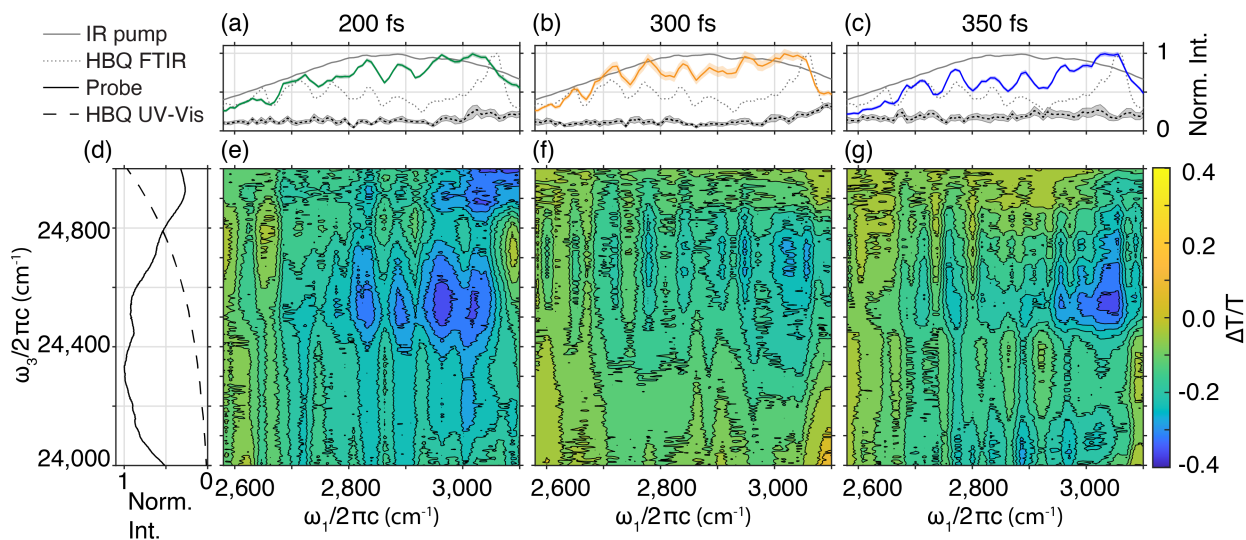 IR pump
HBQ FTIR
Probe
HBQ UV-Vis
(a) 200 fs
(b) 300 fs
(c) 350 fs
1
0
Norm. Int.
(d)
(e)
(f)
(g)
24,800
24,400
24,000
ω3/2πc (cm-1)
1
0
Norm.
Int.
2,600 2,800 3,000
ω1/2πc (cm-1)
2,600 2,800 3,000
ω1/2πc (cm-1)
2,600 2,800 3,000
ω1/2πc (cm-1)
0.4
0.2
0.0
-0.2
-0.4
ΔT/T